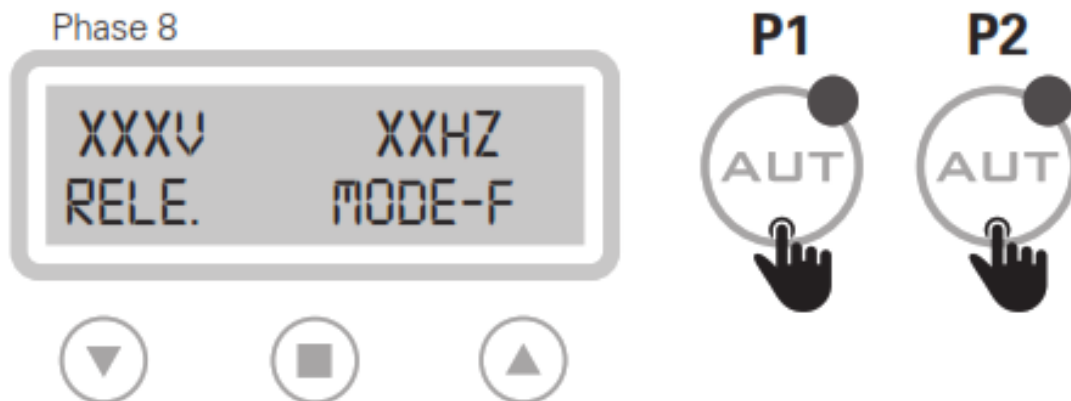 Phase 8
P1 P2
XXXV XXHZ
RELE. MODE-F
AUT AUT